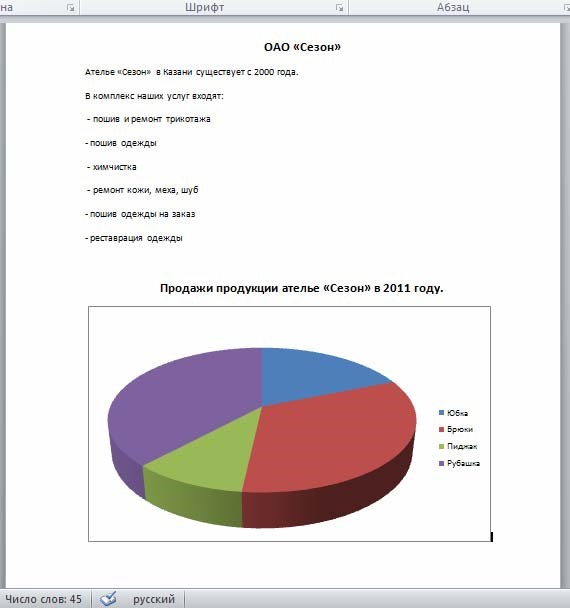 на
Шрифт
Абзац
ОАО «Сезон»
Ателье «Сезон» в Казани существует с 2000 года.
В комплекс наших услуг входят:
- пошив и ремонт трикотажа
- пошив одежды
- химчистка
- ремонт кожи, меха, шуб
- пошив одежды на заказ
- реставрация одежды
Продажи продукции ателье «Сезон» в 2011 году.
Юбка
Брюки
Пиджак
Рубашка
Число слов: 45
русский